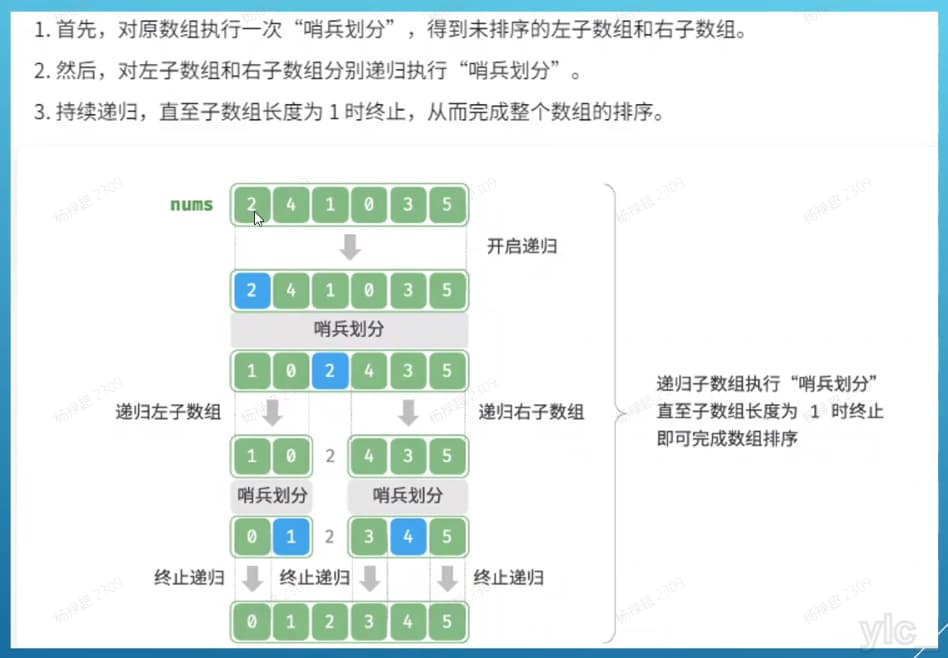 1. 首先，对原数组执行一次“哨兵划分”，得到未排序的左子数组和右子数组。
2. 然后，对左子数组和右子数组分别递归执行“哨兵划分”。
3. 持续递归，直至子数组长度为 1 时终止，从而完成整个数组的排序。
nums 2 4 1 0 3 5
开启递归
2 4 1 0 3 5
哨兵划分
1 0 2 4 3 5
递归左子数组 递归右子数组
递归子数组执行“哨兵划分”
直至子数组长度为 1 时终止
即可完成数组排序
1 0 2 4 3 5
哨兵划分 哨兵划分
0 1 2 3 4 5
终止递归 终止递归 终止递归
0 1 2 3 4 5
杨禄超 2309
ylc_